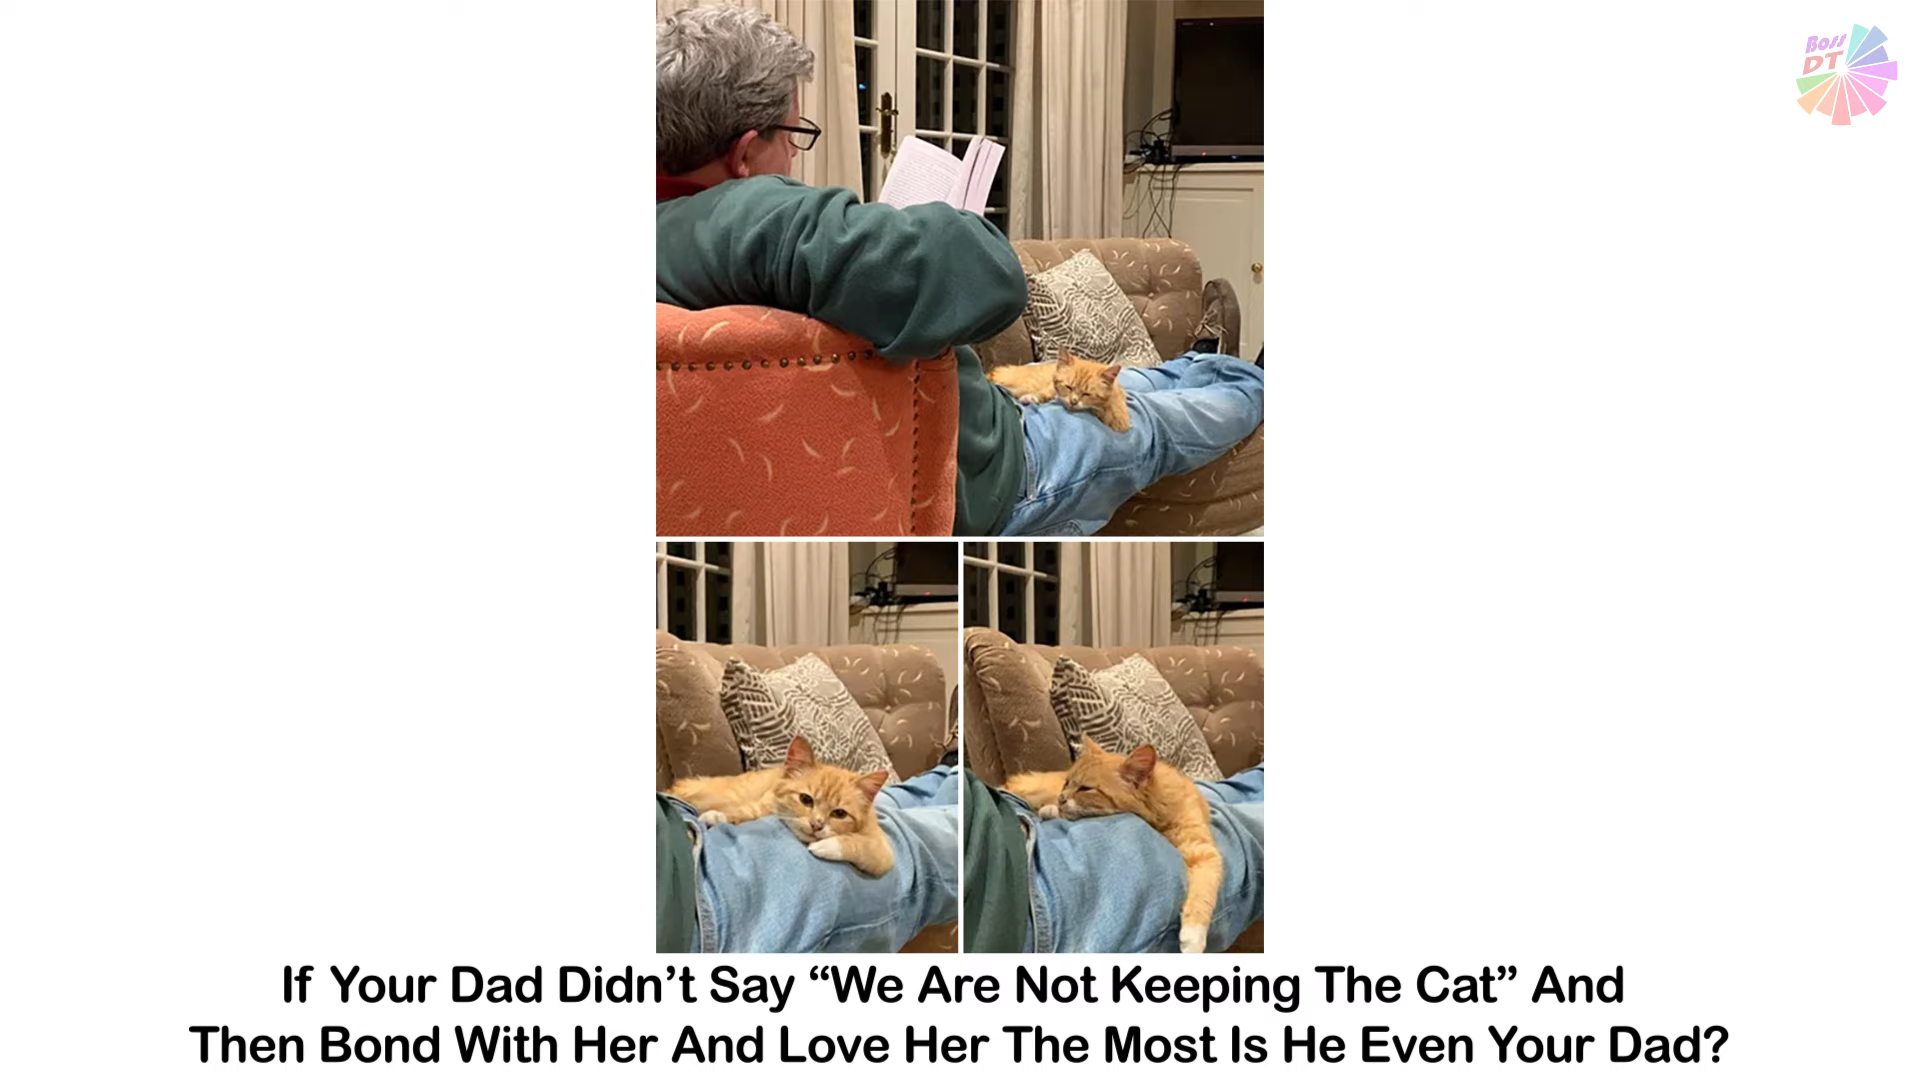 Boss
DT
If Your Dad Didn’t Say “We Are Not Keeping The Cat” And
Then Bond With Her And Love Her The Most Is He Even Your Dad?